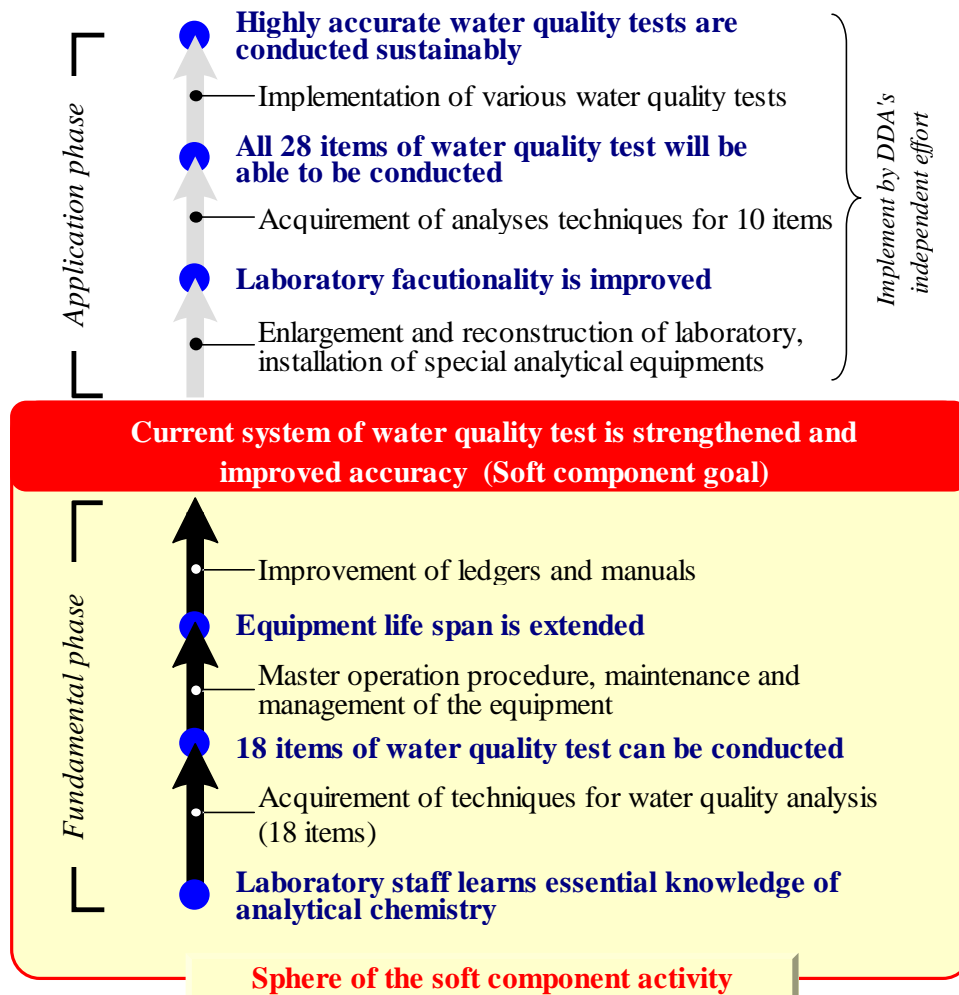 Highly accurate water quality tests are
conducted sustainably
Implementation of various water quality tests
All 28 items of water quality test will be
able to be conducted
Acquirement of analyses techniques for 10 items
Laboratory facutionality is improved
Enlargement and reconstruction of laboratory,
installation of special analytical equipments
Application phase
Implement by DDA's
independent effort
Current system of water quality test is strengthened and
improved accuracy (Soft component goal)
Improvement of ledgers and manuals
Equipment life span is extended
Master operation procedure, maintenance and
management of the equipment
18 items of water quality test can be conducted
Acquirement of techniques for water quality analysis
(18 items)
Laboratory staff learns essential knowledge of
analytical chemistry
Fundamental phase
Sphere of the soft component activity